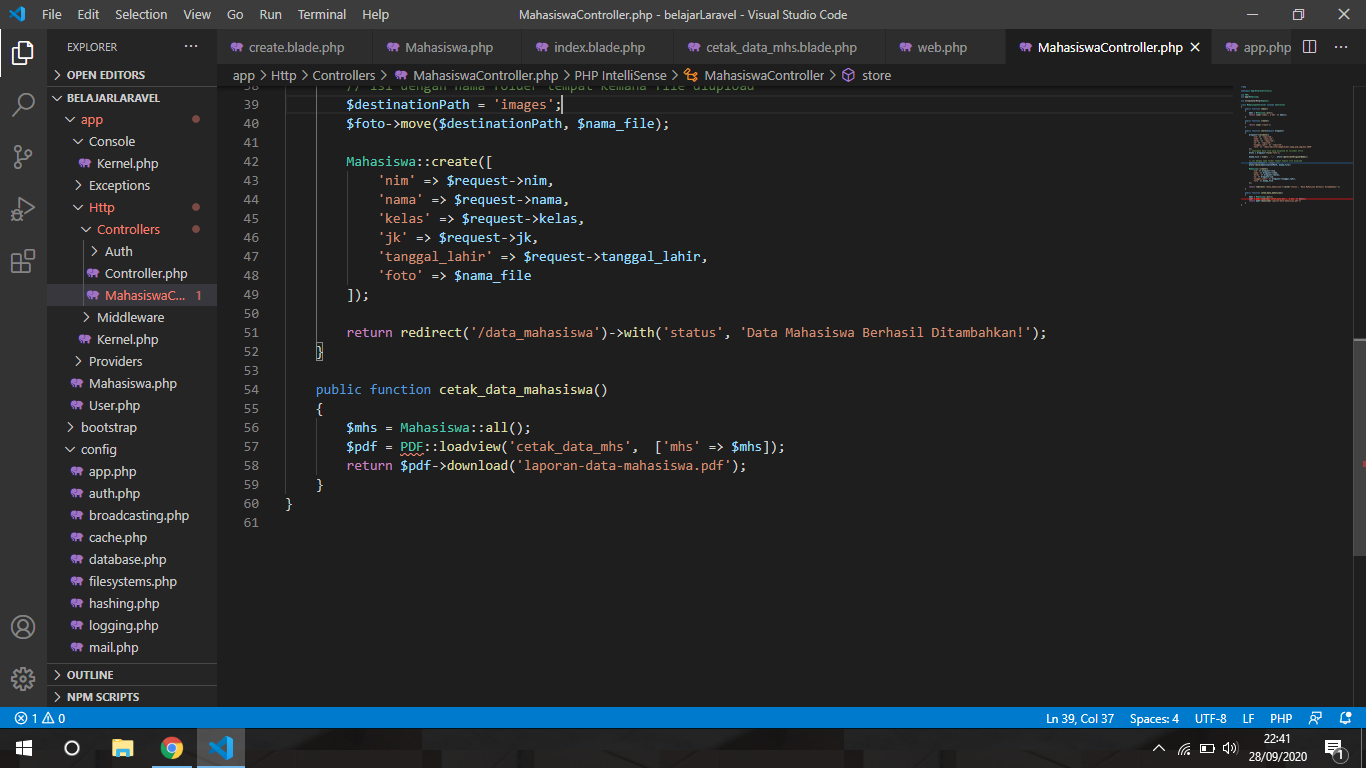 File Edit Selection View Go Run Terminal Help MahasiswaController.php - belajarLaravel - Visual Studio Code
EXPLORER ···
create.blade.php Mahasiswa.php index.blade.php cetak_data_mhs.blade.php web.php MahasiswaController.php app.php ···
app > Http > Controllers > MahasiswaController.php > PHP IntelliSense > MahasiswaController > store
OPEN EDITORS
BELAJARLARAVEL
app
Console
Kernel.php
Exceptions
Http
Controllers
Auth
Controller.php
MahasiswaC... 1
Middleware
Kernel.php
Providers
Mahasiswa.php
User.php
bootstrap
config
app.php
auth.php
broadcasting.php
cache.php
database.php
filesystems.php
hashing.php
logging.php
mail.php
OUTLINE
NPM SCRIPTS
38 // isi dengan nama folder tempat kemana file diupload
39 $destinationPath = 'images';
40 $foto->move($destinationPath, $nama_file);
41
42 Mahasiswa::create([
43 'nim' => $request->nim,
44 'nama' => $request->nama,
45 'kelas' => $request->kelas,
46 'jk' => $request->jk,
47 'tanggal_lahir' => $request->tanggal_lahir,
48 'foto' => $nama_file
49 ]);
50
51 return redirect('/data_mahasiswa')->with('status', 'Data Mahasiswa Berhasil Ditambahkan!');
52 }
53
54 public function cetak_data_mahasiswa()
55 {
56 $mhs = Mahasiswa::all();
57 $pdf = PDF::loadview('cetak_data_mhs', ['mhs' => $mhs]);
58 return $pdf->download('laporan-data-mahasiswa.pdf');
59 }
60 }
61
1 0 Ln 39, Col 37 Spaces: 4 UTF-8 LF PHP
22:41
28/09/2020
1